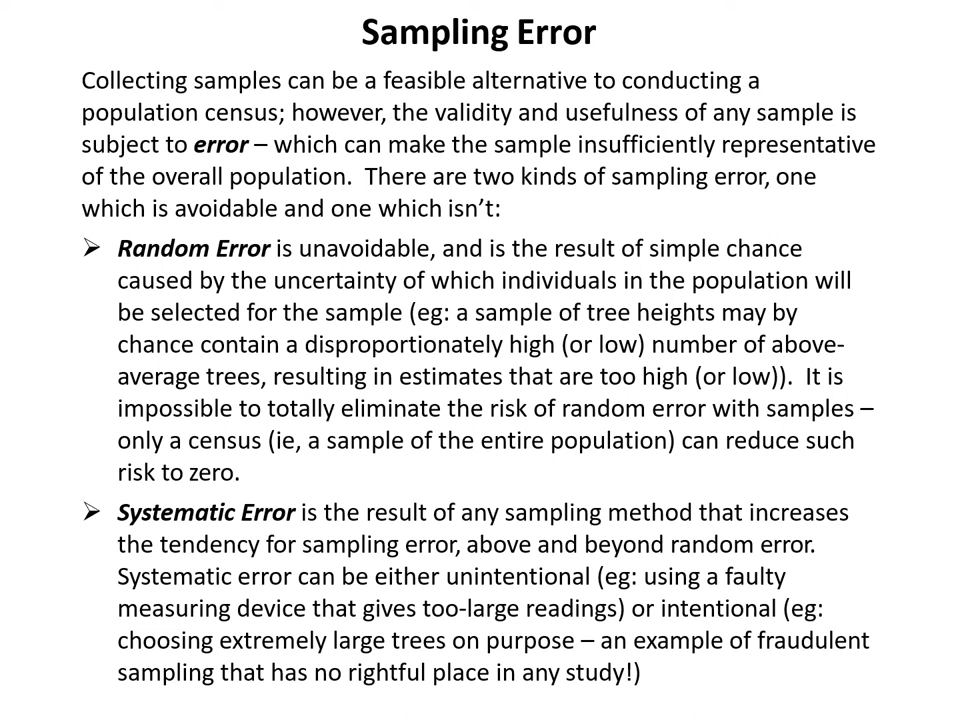 Sampling Error
Collecting samples can be a feasible alternative to conducting a
population census; however, the validity and usefulness of any sample is
subject to error – which can make the sample insufficiently representative
of the overall population.  There are two kinds of sampling error, one
which is avoidable and one which isn’t:
➢ Random Error is unavoidable, and is the result of simple chance
caused by the uncertainty of which individuals in the population will
be selected for the sample (eg: a sample of tree heights may by
chance contain a disproportionately high (or low) number of above-
average trees, resulting in estimates that are too high (or low)).  It is
impossible to totally eliminate the risk of random error with samples –
only a census (ie, a sample of the entire population) can reduce such
risk to zero.
➢ Systematic Error is the result of any sampling method that increases
the tendency for sampling error, above and beyond random error.
Systematic error can be either unintentional (eg: using a faulty
measuring device that gives too-large readings) or intentional (eg:
choosing extremely large trees on purpose – an example of fraudulent
sampling that has no rightful place in any study!)